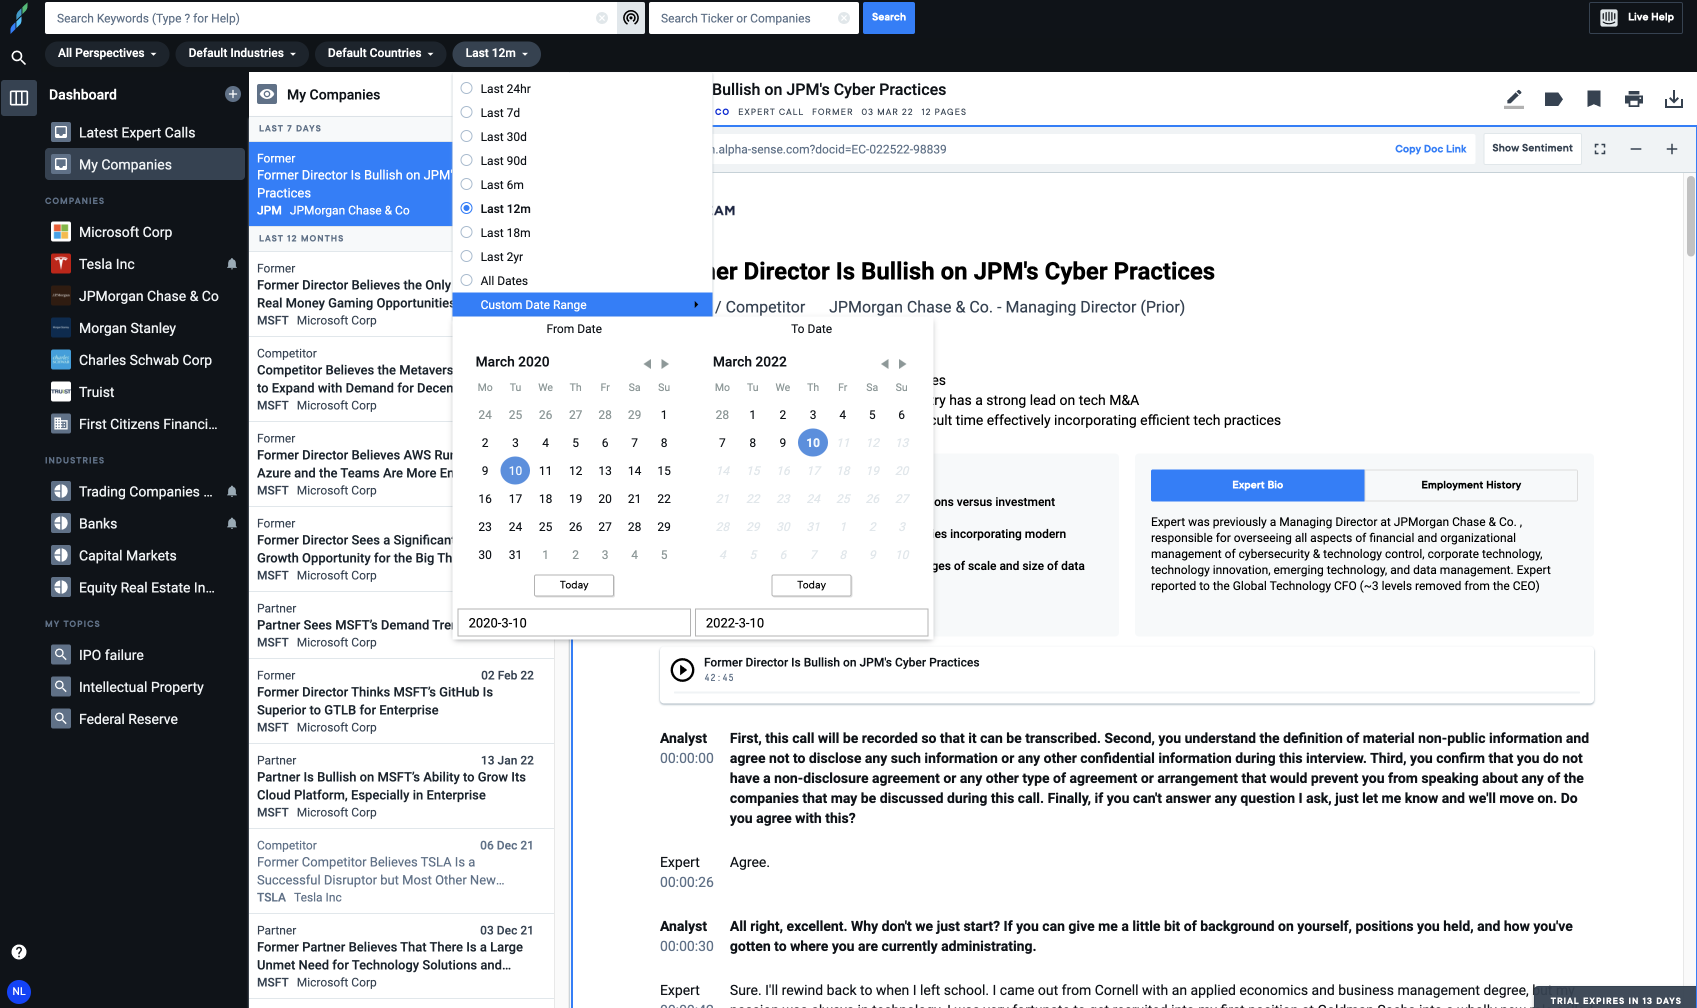 Search Keywords (Type ? for Help)
Search Ticker or Companies
Search
Live Help
All Perspectives
Default Industries
Default Countries
Last 12m
Dashboard
Latest Expert Calls
My Companies
COMPANIES
Microsoft Corp
Tesla Inc
JPMorgan Chase & Co
Morgan Stanley
Charles Schwab Corp
Truist
First Citizens Financi...
INDUSTRIES
Trading Companies ...
Banks
Capital Markets
Equity Real Estate In...
MY TOPICS
IPO failure
Intellectual Property
Federal Reserve
?
NL
My Companies
LAST 7 DAYS
Former
Former Director Is Bullish on JPM'
Practices
JPM JPMorgan Chase & Co
LAST 12 MONTHS
Former
Former Director Believes the Only
Real Money Gaming Opportunities
MSFT Microsoft Corp
Competitor
Competitor Believes the Metavers
to Expand with Demand for Decen
MSFT Microsoft Corp
Former
Former Director Believes AWS Rur
Azure and the Teams Are More En
MSFT Microsoft Corp
Former
Former Director Sees a Significant
Growth Opportunity for the Big Th
MSFT Microsoft Corp
Partner
Partner Sees MSFT's Demand Tre
MSFT Microsoft Corp
Former 02 Feb 22
Former Director Thinks MSFT's GitHub Is
Superior to GTLB for Enterprise
MSFT Microsoft Corp
Partner 13 Jan 22
Partner Is Bullish on MSFT's Ability to Grow Its
Cloud Platform, Especially in Enterprise
MSFT Microsoft Corp
Competitor 06 Dec 21
Former Competitor Believes TSLA Is a
Successful Disruptor but Most Other New...
TSLA Tesla Inc
Partner 03 Dec 21
Former Partner Believes That There Is a Large
Unmet Need for Technology Solutions and...
MSFT Microsoft Corp
Last 24hr
Last 7d
Last 30d
Last 90d
Last 6m
Last 12m
Last 18m
Last 2yr
All Dates
Custom Date Range
From Date
March 2020
Mo Tu We Th Fr Sa Su
24 25 26 27 28 29 1
2 3 4 5 6 7 8
9 10 11 12 13 14 15
16 17 18 19 20 21 22
23 24 25 26 27 28 29
30 31 1 2 3 4 5
Today
2020-3-10
To Date
March 2022
Mo Tu We Th Fr Sa Su
28 1 2 3 4 5 6
7 8 9 10 11 12 13
14 15 16 17 18 19 20
21 22 23 24 25 26 27
28 29 30 31 1 2 3
4 5 6 7 8 9 10
Today
2022-3-10
Bullish on JPM's Cyber Practices
CO EXPERT CALL FORMER 03 MAR 22 12 PAGES
.alpha-sense.com?docid=EC-022522-98839
Copy Doc Link
Show Sentiment
EAM
er Director Is Bullish on JPM's Cyber Practices
/ Competitor JPMorgan Chase & Co. - Managing Director (Prior)
es
ry has a strong lead on tech M&A
cult time effectively incorporating efficient tech practices
ons versus investment
es incorporating modern
ges of scale and size of data
Expert Bio
Employment History
Expert was previously a Managing Director at JPMorgan Chase & Co. ,
responsible for overseeing all aspects of financial and organizational
management of cybersecurity & technology control, corporate technology,
technology innovation, emerging technology, and data management. Expert
reported to the Global Technology CFO (~3 levels removed from the CEO)
Former Director Is Bullish on JPM's Cyber Practices
42:45
Analyst First, this call will be recorded so that it can be transcribed. Second, you understand the definition of material non-public information and
00:00:00 agree not to disclose any such information or any other confidential information during this interview. Third, you confirm that you do not
have a non-disclosure agreement or any other type of agreement or arrangement that would prevent you from speaking about any of the
companies that may be discussed during this call. Finally, if you can't answer any question I ask, just let me know and we'll move on. Do
you agree with this?
Expert Agree.
00:00:26
Analyst All right, excellent. Why don't we just start? If you can give me a little bit of background on yourself, positions you held, and how you've
00:00:30 gotten to where you are currently administrating.
Expert Sure. I'll rewind back to when I left school. I came out from Cornell with an applied economics and business management degree, but my
TRIAL EXPIRES IN 13 DAYS